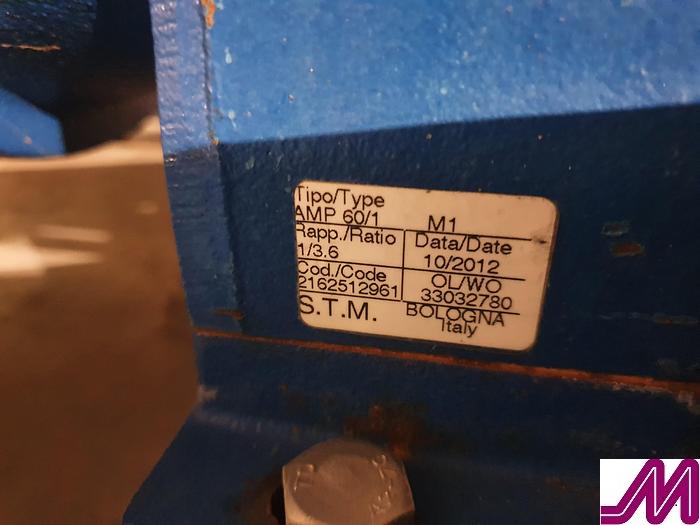 Tipo/Type
AMP 60/1 M1
Rapp./Ratio Data/Date
1/3.6 10/2012
Cod./Code OL/WO
2162512961 33032780
S.T.M. BOLOGNA
Italy
M